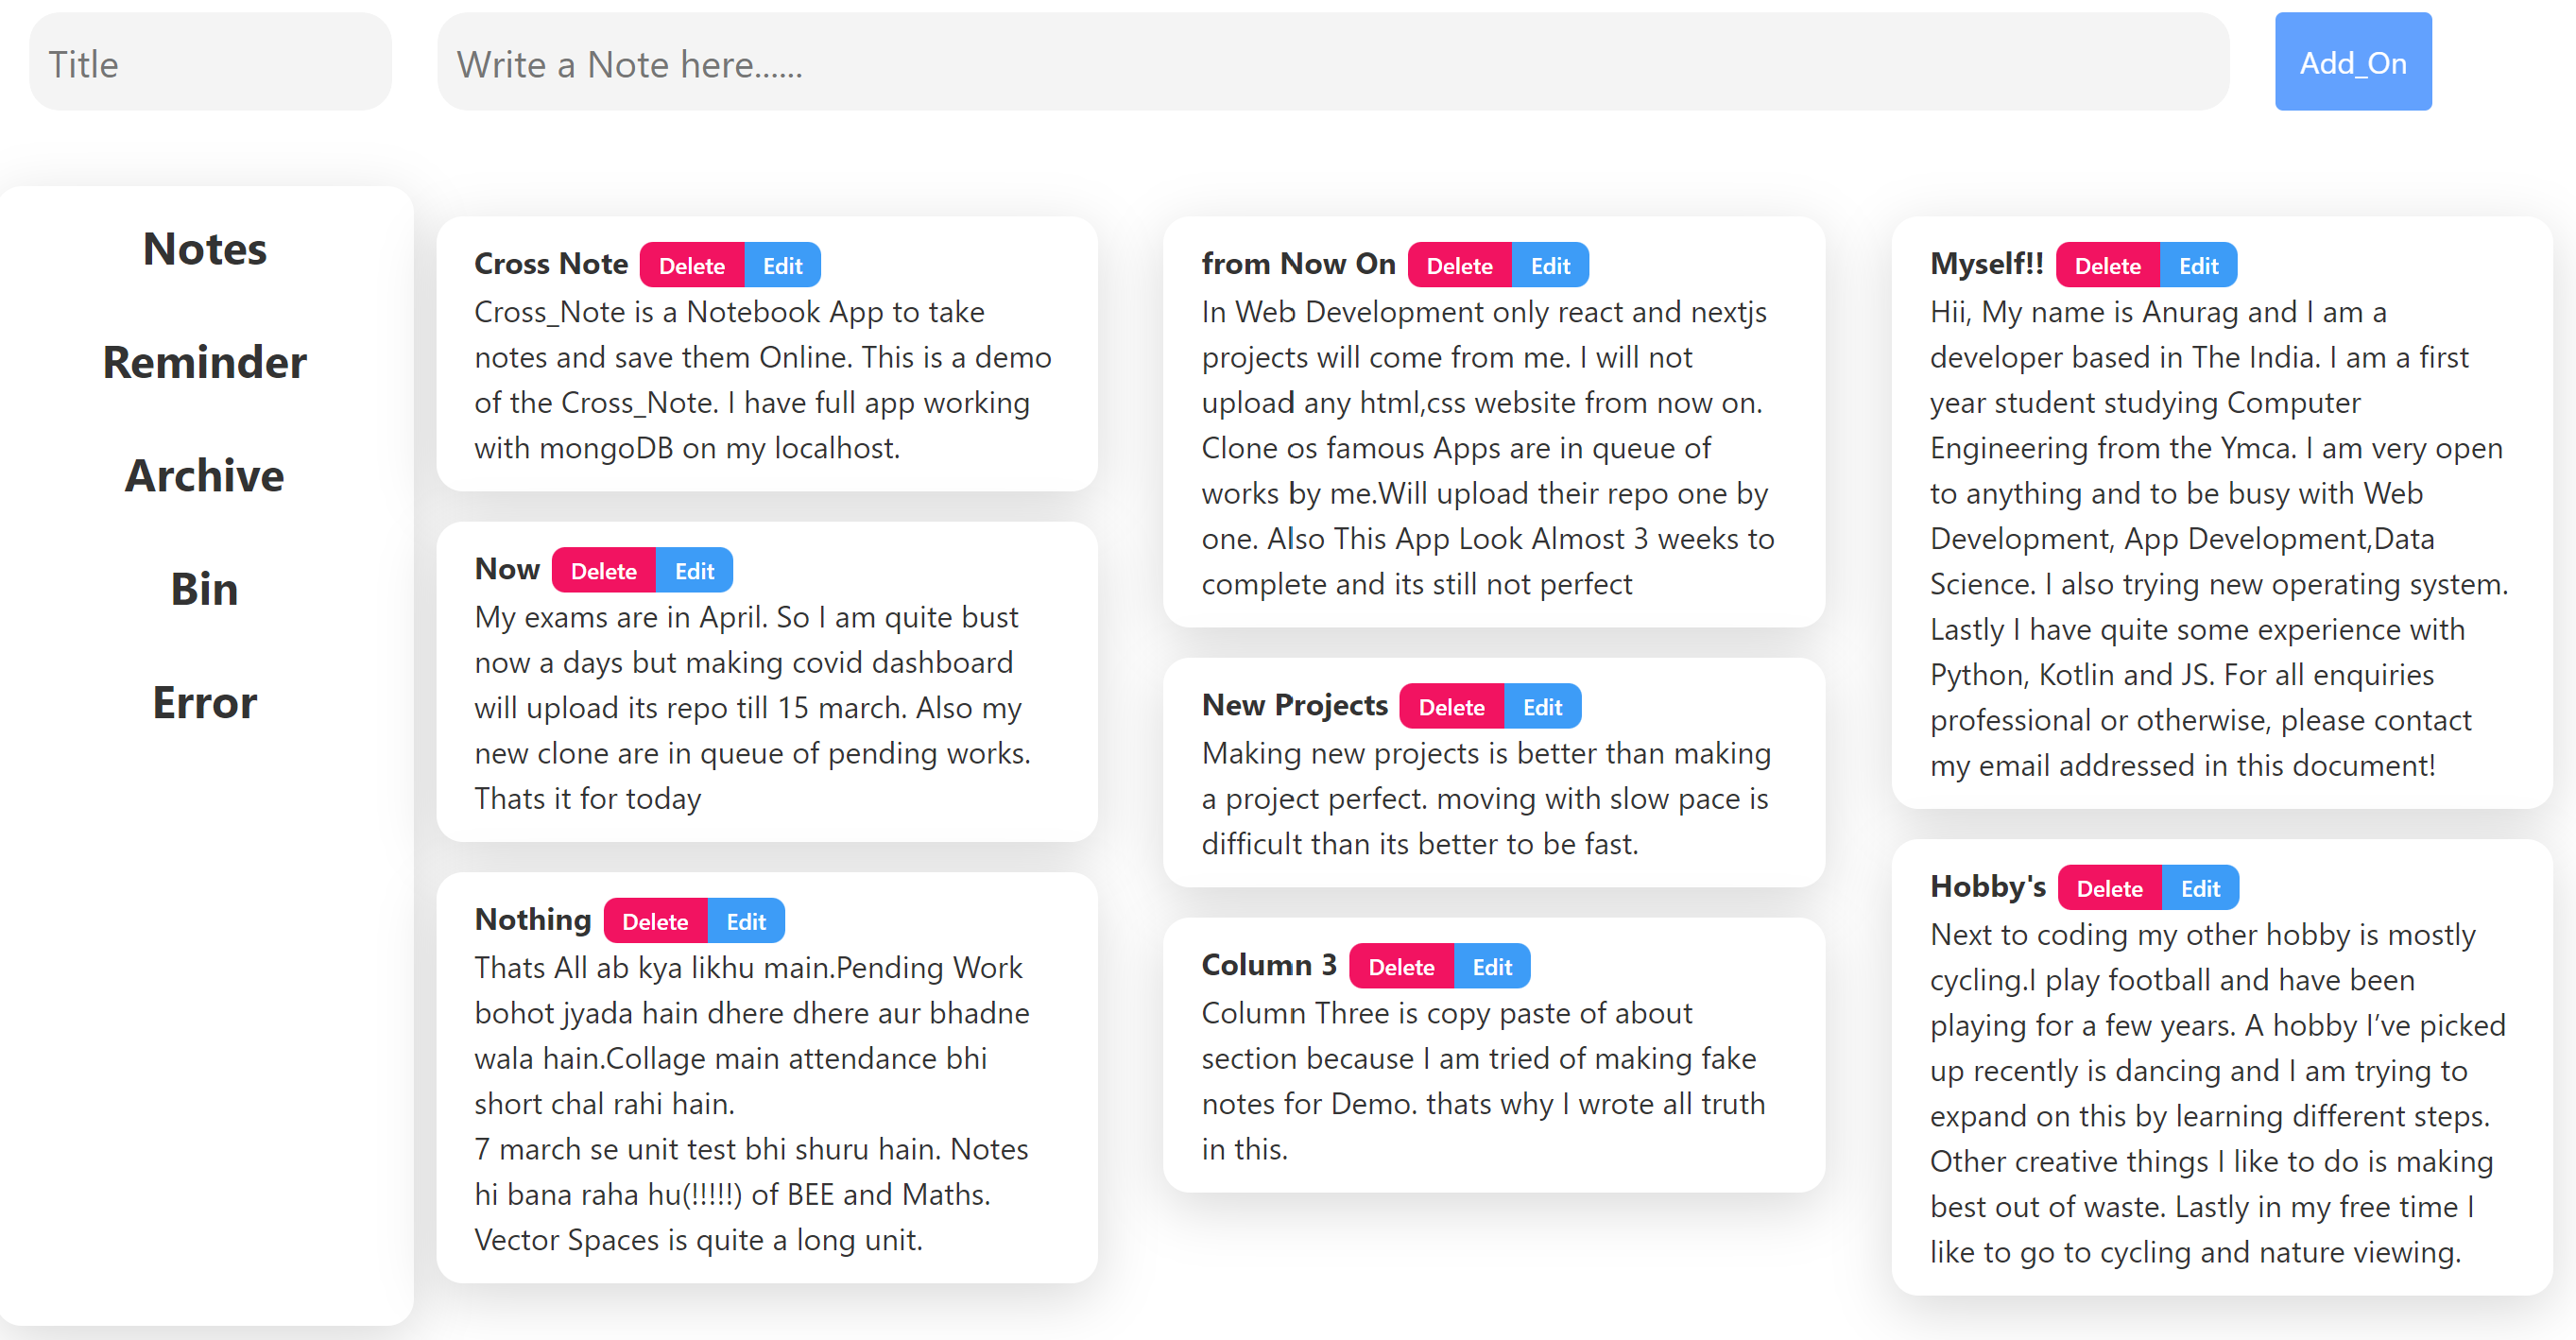 Title
Write a Note here......
Add_On
Notes
Reminder
Archive
Bin
Error
Cross Note Delete Edit
Cross_Note is a Notebook App to take
notes and save them Online. This is a demo
of the Cross_Note. I have full app working
with mongoDB on my localhost.
Now Delete Edit
My exams are in April. So I am quite bust
now a days but making covid dashboard
will upload its repo till 15 march. Also my
new clone are in queue of pending works.
Thats it for today
Nothing Delete Edit
Thats All ab kya likhu main.Pending Work
bohot jyada hain dhere dhere aur bhadne
wala hain.Collage main attendance bhi
short chal rahi hain.
7 march se unit test bhi shuru hain. Notes
hi bana raha hu(!!!!!) of BEE and Maths.
Vector Spaces is quite a long unit.
from Now On Delete Edit
In Web Development only react and nextjs
projects will come from me. I will not
upload any html,css website from now on.
Clone os famous Apps are in queue of
works by me.Will upload their repo one by
one. Also This App Look Almost 3 weeks to
complete and its still not perfect
New Projects Delete Edit
Making new projects is better than making
a project perfect. moving with slow pace is
difficult than its better to be fast.
Column 3 Delete Edit
Column Three is copy paste of about
section because I am tried of making fake
notes for Demo. thats why I wrote all truth
in this.
Myself!! Delete Edit
Hii, My name is Anurag and I am a
developer based in The India. I am a first
year student studying Computer
Engineering from the Ymca. I am very open
to anything and to be busy with Web
Development, App Development,Data
Science. I also trying new operating system.
Lastly I have quite some experience with
Python, Kotlin and JS. For all enquiries
professional or otherwise, please contact
my email addressed in this document!
Hobby's Delete Edit
Next to coding my other hobby is mostly
cycling.I play football and have been
playing for a few years. A hobby I’ve picked
up recently is dancing and I am trying to
expand on this by learning different steps.
Other creative things I like to do is making
best out of waste. Lastly in my free time I
like to go to cycling and nature viewing.